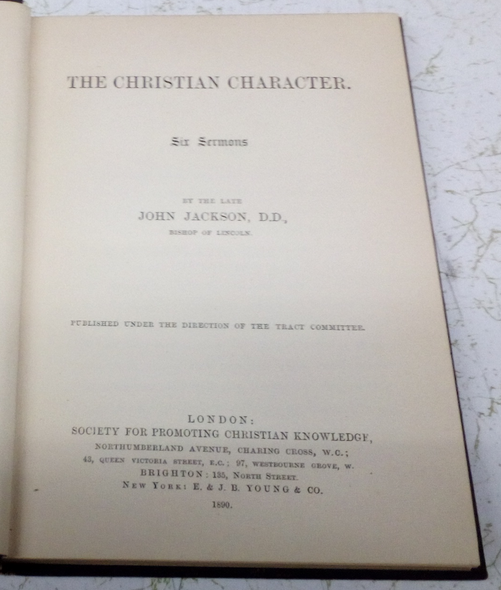 THE CHRISTIAN CHARACTER.
Six Sermons
BY THE LATE
JOHN JACKSON, D.D.,
BISHOP OF LINCOLN.
PUBLISHED UNDER THE DIRECTION OF THE TRACT COMMITTEE.
LONDON:
SOCIETY FOR PROMOTING CHRISTIAN KNOWLEDGE,
NORTHUMBERLAND AVENUE, CHARING CROSS, W.C.;
43, QUEEN VICTORIA STREET, E.C.; 97, WESTBOURNE GROVE, W.
BRIGHTON: 135, NORTH STREET.
NEW YORK: E. & J. B. YOUNG & CO.
1890.